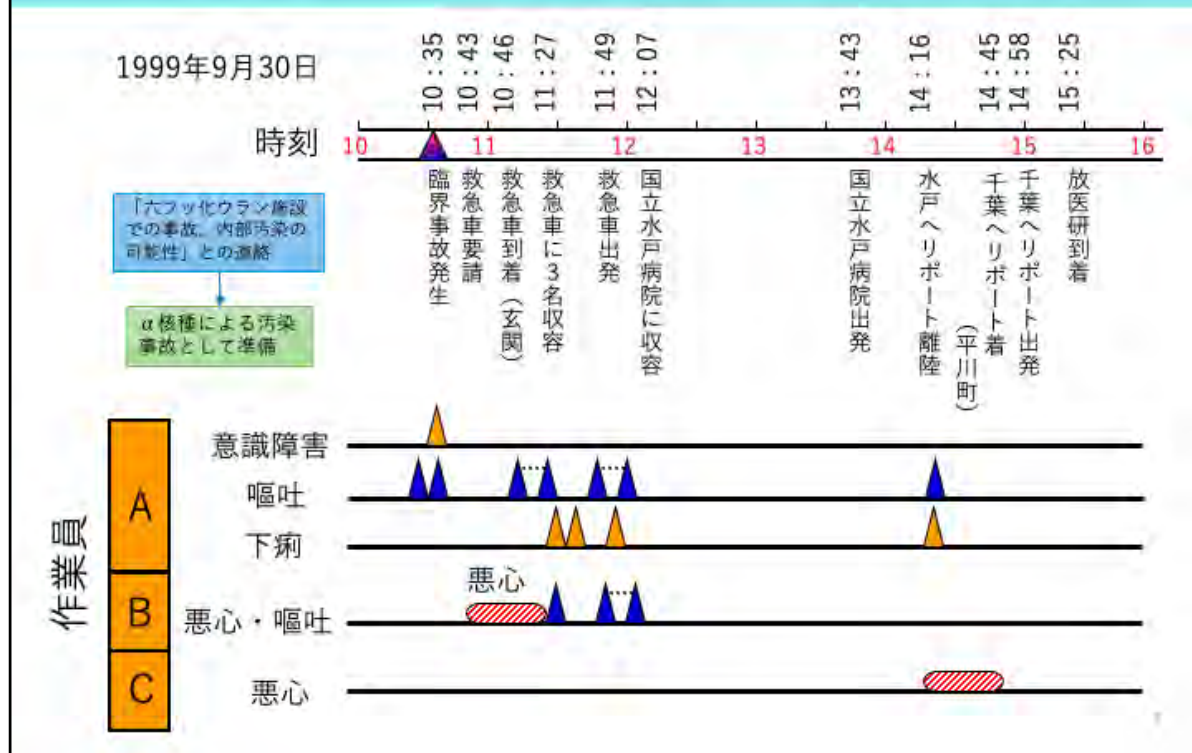 1999年9月30日
10：35
10：43
10：46
11：27
11：49
12：07
13：43
14：16
14：45
14：58
15：25
時刻
10
11
12
13
14
15
16
臨界事故発生
救急車要請
救急車到着（玄関）
救急車に３名収容
救急車出発
国立水戸病院に収容
国立水戸病院出発
水戸ヘリポート離陸
（平川町）
千葉ヘリポート着
千葉ヘリポート出発
放医研到着
「六フッ化ウラン施設
での事故、内部汚染の
可能性」との連絡
α核種による汚染
事故として準備
作業員
A
意識障害
嘔吐
下痢
B
悪心
悪心・嘔吐
C
悪心